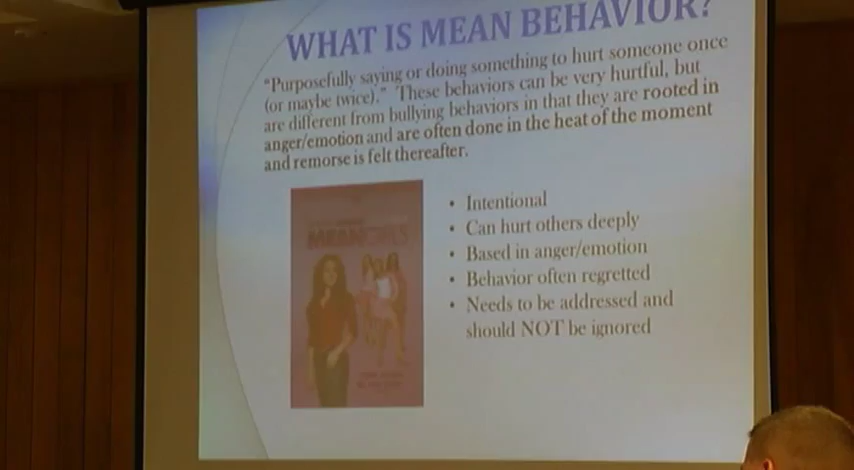 WHAT IS MEAN BEHAVIOR?
"Purposefully saying or doing something to hurt someone once
(or maybe twice)." These behaviors can be very hurtful, but
are different from bullying behaviors in that they are rooted in
anger/emotion and are often done in the heat of the moment
and remorse is felt thereafter.
MEAN GIRLS
• Intentional
• Can hurt others deeply
• Based in anger/emotion
• Behavior often regretted
• Needs to be addressed and
should NOT be ignored